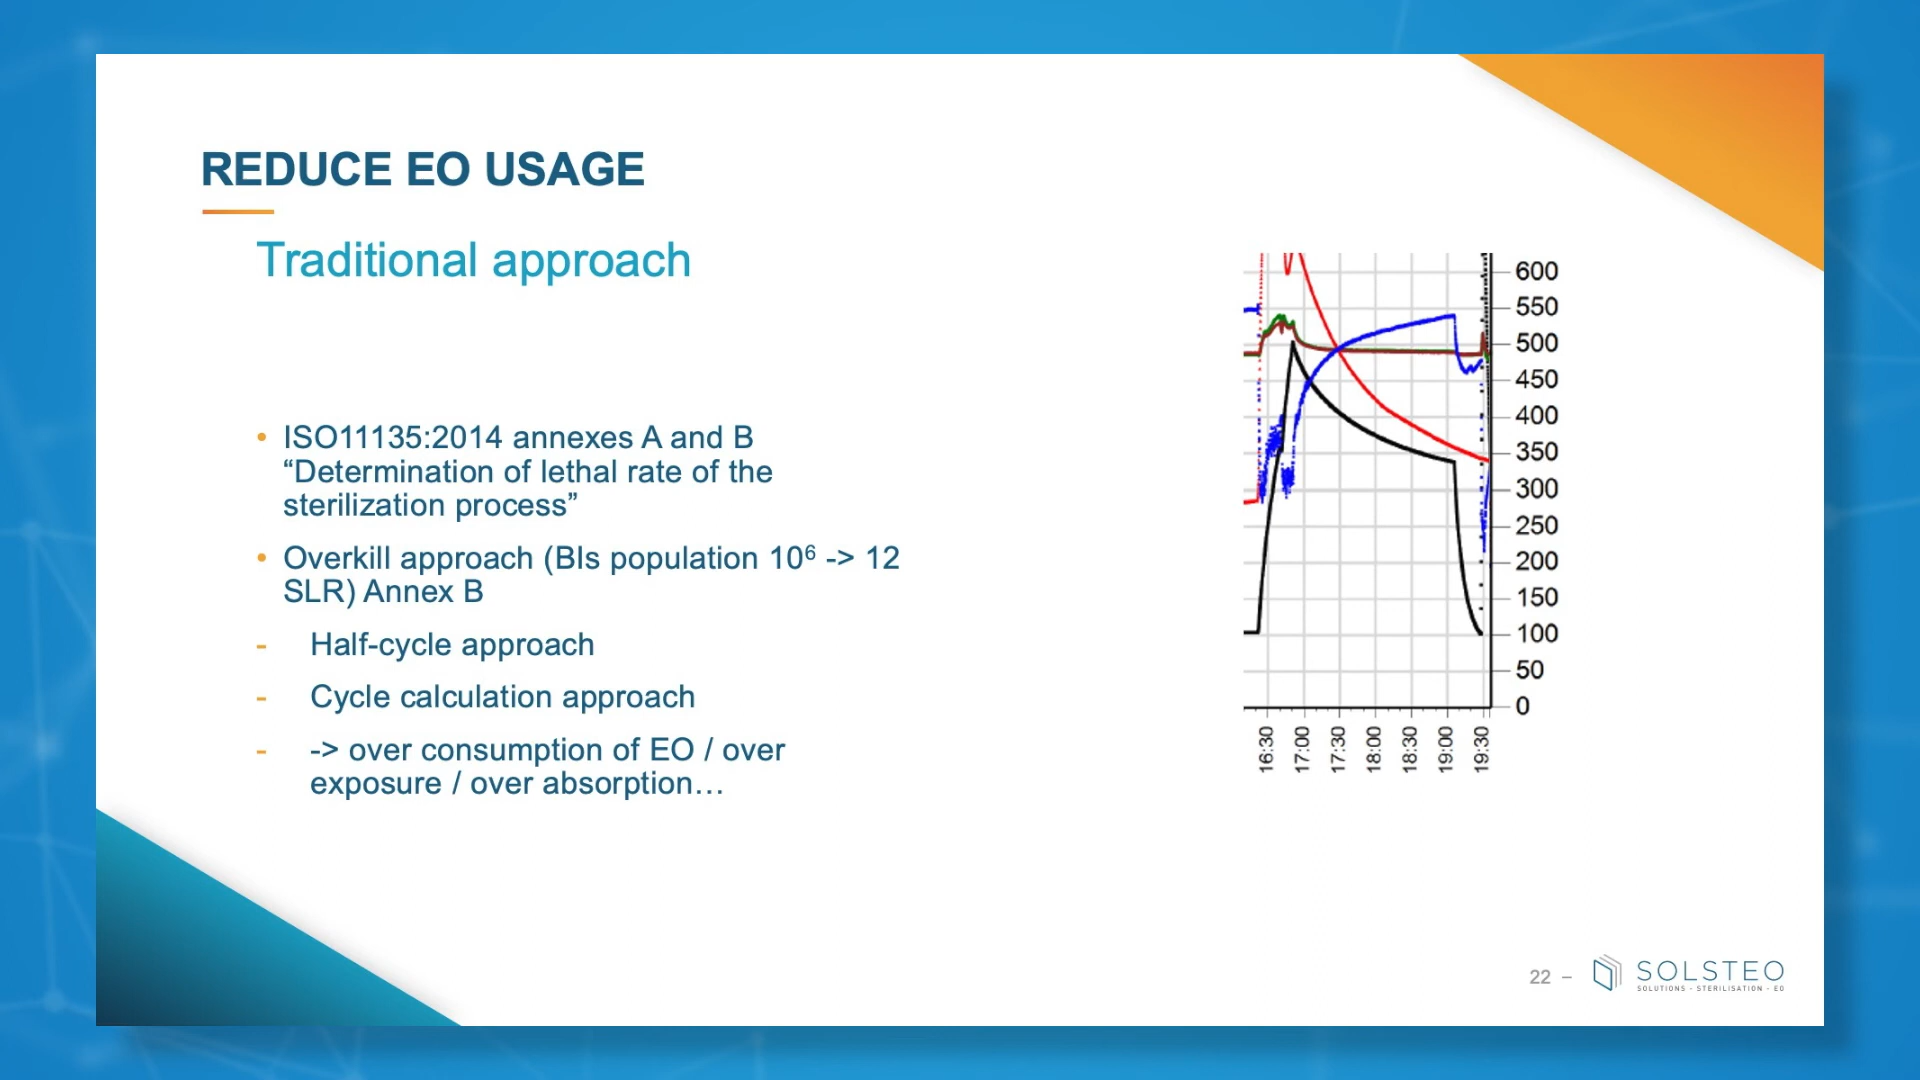 REDUCE EO USAGE
Traditional approach
• ISO11135:2014 annexes A and B
“Determination of lethal rate of the
sterilization process”
• Overkill approach (BIs population 10⁶ -> 12
SLR) Annex B
- Half-cycle approach
- Cycle calculation approach
- -> over consumption of EO / over
exposure / over absorption…
600
550
500
450
400
350
300
250
200
150
100
50
0
16:30
17:00
17:30
18:00
18:30
19:00
19:30
22 –
SOLSTEO
SOLUTIONS - STERILISATION - EO